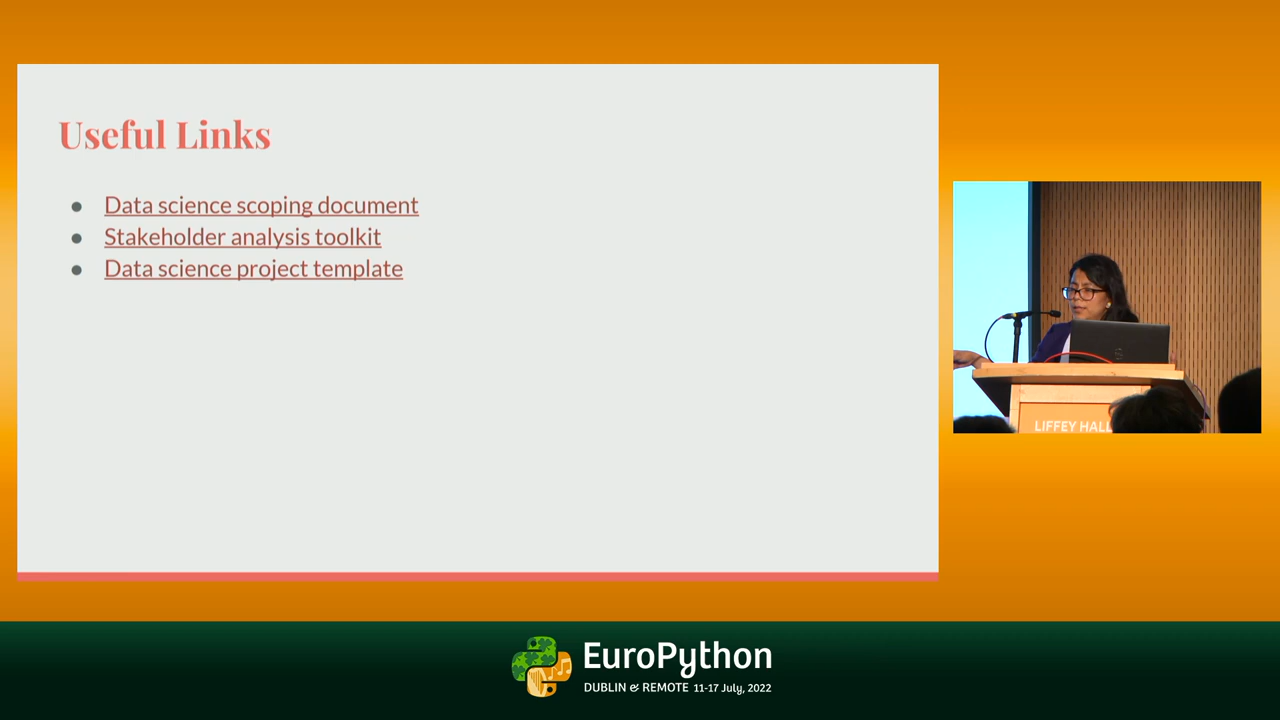 Useful Links
Data science scoping document
Stakeholder analysis toolkit
Data science project template
LIFFEY HALL
EuroPython
DUBLIN & REMOTE 11-17 July, 2022